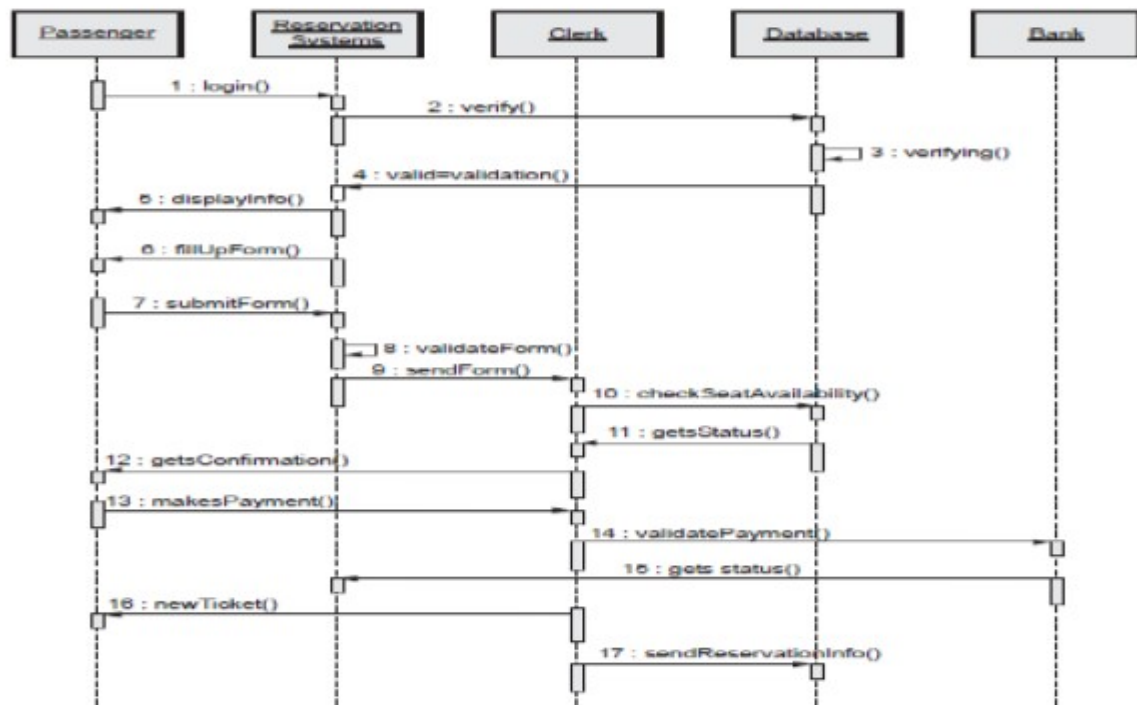 Passenger
Reservation
Systems
Clerk
Database
Bank
1 : login()
2 : verify()
3 : verifying()
4 : valid=validation()
5 : displayInfo()
6 : fillUpForm()
7 : submitForm()
8 : validateForm()
9 : sendForm()
10 : checkSeatAvailability()
11 : getsStatus()
12 : getsConfirmation()
13 : makesPayment()
14 : validatePayment()
15 : gets status()
16 : newTicket()
17 : sendReservationInfo()